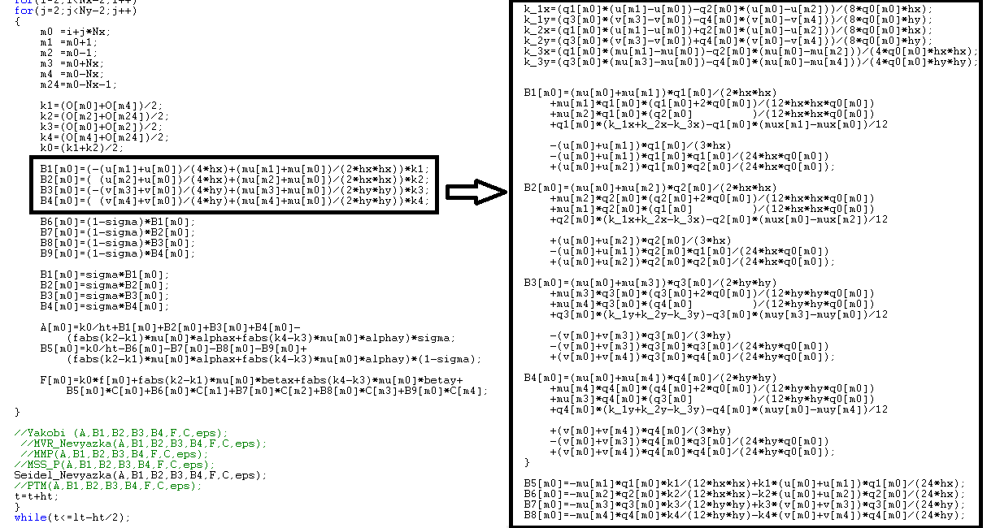 for(i=2;i<Nx-2;i++)
for(j=2;j<Ny-2;j++)
{
m0 =i+j*Nx;
m1 =m0+1;
m2 =m0-1;
m3 =m0+Nx;
m4 =m0-Nx;
m24=m0-Nx-1;
k1=(O[m0]+O[m4])/2;
k2=(O[m2]+O[m24])/2;
k3=(O[m0]+O[m2])/2;
k4=(O[m4]+O[m24])/2;
k0=(k1+k2)/2;
B1[m0]=(-(u[m1]+u[m0])/(4*hx)+(mu[m1]+mu[m0])/(2*hx*hx))*k1;
B2[m0]=( (u[m2]+u[m0])/(4*hx)+(mu[m2]+mu[m0])/(2*hx*hx))*k2;
B3[m0]=(-(v[m3]+v[m0])/(4*hy)+(mu[m3]+mu[m0])/(2*hy*hy))*k3;
B4[m0]=( (v[m4]+v[m0])/(4*hy)+(mu[m4]+mu[m0])/(2*hy*hy))*k4;
B6[m0]=(1-sigma)*B1[m0];
B7[m0]=(1-sigma)*B2[m0];
B8[m0]=(1-sigma)*B3[m0];
B9[m0]=(1-sigma)*B4[m0];
B1[m0]=sigma*B1[m0];
B2[m0]=sigma*B2[m0];
B3[m0]=sigma*B3[m0];
B4[m0]=sigma*B4[m0];
A[m0]=k0/ht+B1[m0]+B2[m0]+B3[m0]+B4[m0]-
(fabs(k2-k1)*mu[m0]*alphax+fabs(k4-k3)*mu[m0]*alphay)*sigma;
B5[m0]=k0/ht-B6[m0]-B7[m0]-B8[m0]-B9[m0]+
(fabs(k2-k1)*mu[m0]*alphax+fabs(k4-k3)*mu[m0]*alphay)*(1-sigma);
F[m0]=k0*f[m0]+fabs(k2-k1)*mu[m0]*betax+fabs(k4-k3)*mu[m0]*betay+
B5[m0]*C[m0]+B6[m0]*C[m1]+B7[m0]*C[m2]+B8[m0]*C[m3]+B9[m0]*C[m4];
}
//Yakobi (A,B1,B2,B3,B4,F,C,eps);
//MVR_Nevyazka(A,B1,B2,B3,B4,F,C,eps);
//MMP(A,B1,B2,B3,B4,F,C,eps);
//MSS_P(A,B1,B2,B3,B4,F,C,eps);
Seidel_Nevyazka(A,B1,B2,B3,B4,F,C,eps);
//PTM(A,B1,B2,B3,B4,F,C,eps);
t=t+ht;
}
while(t<=lt-ht/2);
k_1x=(q1[m0]*(u[m1]-u[m0])-q2[m0]*(u[m0]-u[m2]))/(8*q0[m0]*hx);
k_1y=(q3[m0]*(v[m3]-v[m0])-q4[m0]*(v[m0]-v[m4]))/(8*q0[m0]*hy);
k_2x=(q1[m0]*(u[m1]-u[m0])+q2[m0]*(u[m0]-u[m2]))/(8*q0[m0]*hx);
k_2y=(q3[m0]*(v[m3]-v[m0])+q4[m0]*(v[m0]-v[m4]))/(8*q0[m0]*hy);
k_3x=(q1[m0]*(mu[m1]-mu[m0])-q2[m0]*(mu[m0]-mu[m2]))/(4*q0[m0]*hx*hx);
k_3y=(q3[m0]*(mu[m3]-mu[m0])-q4[m0]*(mu[m0]-mu[m4]))/(4*q0[m0]*hy*hy);
B1[m0]=(mu[m0]+mu[m1])*q1[m0]/(2*hx*hx)
+mu[m1]*q1[m0]*(q1[m0]+2*q0[m0])/(12*hx*hx*q0[m0])
+mu[m2]*q1[m0]*(q2[m0] )/(12*hx*hx*q0[m0])
+q1[m0]*(k_1x+k_2x-k_3x)-q1[m0]*(mux[m1]-mux[m0])/12
-(u[m0]+u[m1])*q1[m0]/(3*hx)
-(u[m0]+u[m1])*q1[m0]*q1[m0]/(24*hx*q0[m0])
+(u[m0]+u[m2])*q1[m0]*q2[m0]/(24*hx*q0[m0]);
B2[m0]=(mu[m0]+mu[m2])*q2[m0]/(2*hx*hx)
+mu[m2]*q2[m0]*(q2[m0]+2*q0[m0])/(12*hx*hx*q0[m0])
+mu[m1]*q2[m0]*(q1[m0] )/(12*hx*hx*q0[m0])
+q2[m0]*(k_1x+k_2x-k_3x)-q2[m0]*(mux[m0]-mux[m2])/12
+(u[m0]+u[m2])*q2[m0]/(3*hx)
-(u[m0]+u[m1])*q2[m0]*q1[m0]/(24*hx*q0[m0])
+(u[m0]+u[m2])*q2[m0]*q2[m0]/(24*hx*q0[m0]);
B3[m0]=(mu[m0]+mu[m3])*q3[m0]/(2*hy*hy)
+mu[m3]*q3[m0]*(q3[m0]+2*q0[m0])/(12*hy*hy*q0[m0])
+mu[m4]*q3[m0]*(q4[m0] )/(12*hy*hy*q0[m0])
+q3[m0]*(k_1y+k_2y-k_3y)-q3[m0]*(muy[m3]-muy[m0])/12
-(v[m0]+v[m3])*q3[m0]/(3*hy)
-(v[m0]+v[m3])*q3[m0]*q3[m0]/(24*hy*q0[m0])
+(v[m0]+v[m4])*q3[m0]*q4[m0]/(24*hy*q0[m0]);
B4[m0]=(mu[m0]+mu[m4])*q4[m0]/(2*hy*hy)
+mu[m4]*q4[m0]*(q4[m0]+2*q0[m0])/(12*hy*hy*q0[m0])
+mu[m3]*q4[m0]*(q3[m0] )/(12*hy*hy*q0[m0])
+q4[m0]*(k_1y+k_2y-k_3y)-q4[m0]*(muy[m0]-muy[m4])/12
+(v[m0]+v[m4])*q4[m0]/(3*hy)
-(v[m0]+v[m3])*q4[m0]*q3[m0]/(24*hy*q0[m0])
+(v[m0]+v[m4])*q4[m0]*q4[m0]/(24*hy*q0[m0]);
}
B5[m0]=-mu[m1]*q1[m0]*k1/(12*hx*hx)+k1*(u[m0]+u[m1])*q1[m0]/(24*hx);
B6[m0]=-mu[m2]*q2[m0]*k2/(12*hx*hx)-k2*(u[m0]+u[m2])*q2[m0]/(24*hx);
B7[m0]=-mu[m3]*q3[m0]*k3/(12*hy*hy)+k3*(v[m0]+v[m3])*q3[m0]/(24*hy);
B8[m0]=-mu[m4]*q4[m0]*k4/(12*hy*hy)-k4*(v[m0]+v[m4])*q4[m0]/(24*hy);